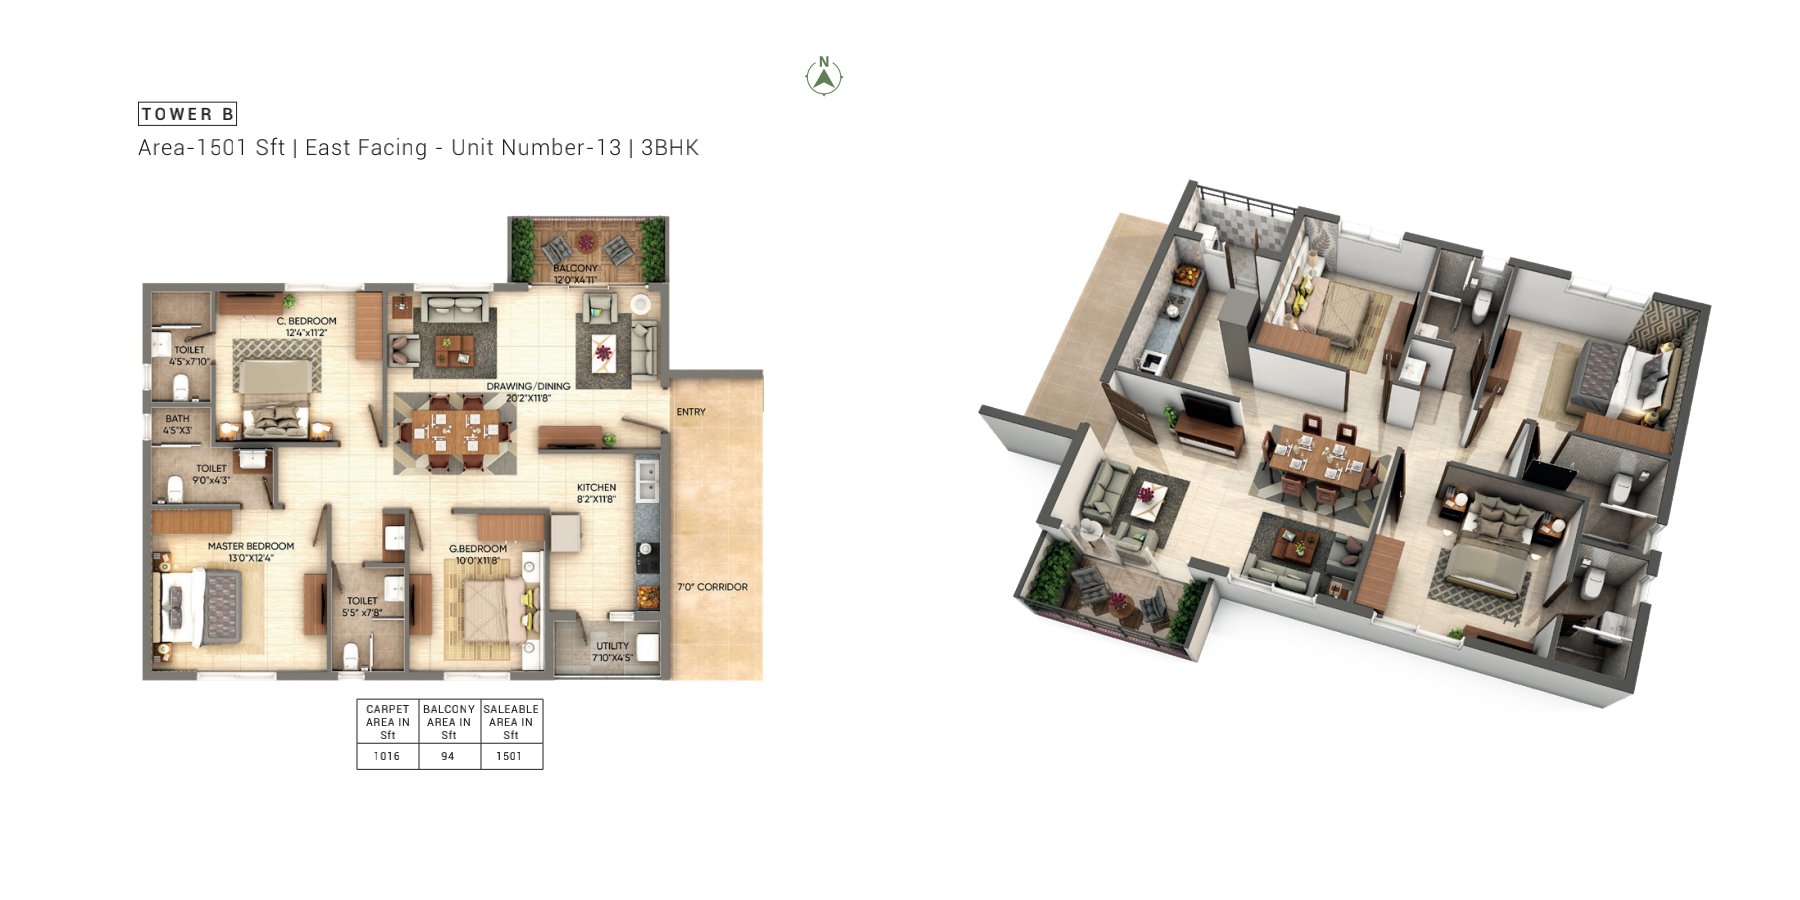 N
TOWER B
Area-1501 Sft | East Facing - Unit Number-13 | 3BHK
BALCONY
12'0"X4'11"
C. BEDROOM
12'4"x11'2"
TOILET
4'5"x7'10"
DRAWING/DINING
20'2"X11'8"
ENTRY
BATH
4'5"X3'
TOILET
9'0"x4'3"
KITCHEN
8'2"X11'8"
MASTER BEDROOM
13'0"X12'4"
G.BEDROOM
10'0"X11'8"
7'0" CORRIDOR
TOILET
5'5" x7'8"
UTILITY
7'10"X4'5"
CARPET
AREA IN
Sft
BALCONY
AREA IN
Sft
SALEABLE
AREA IN
Sft
1016
94
1501